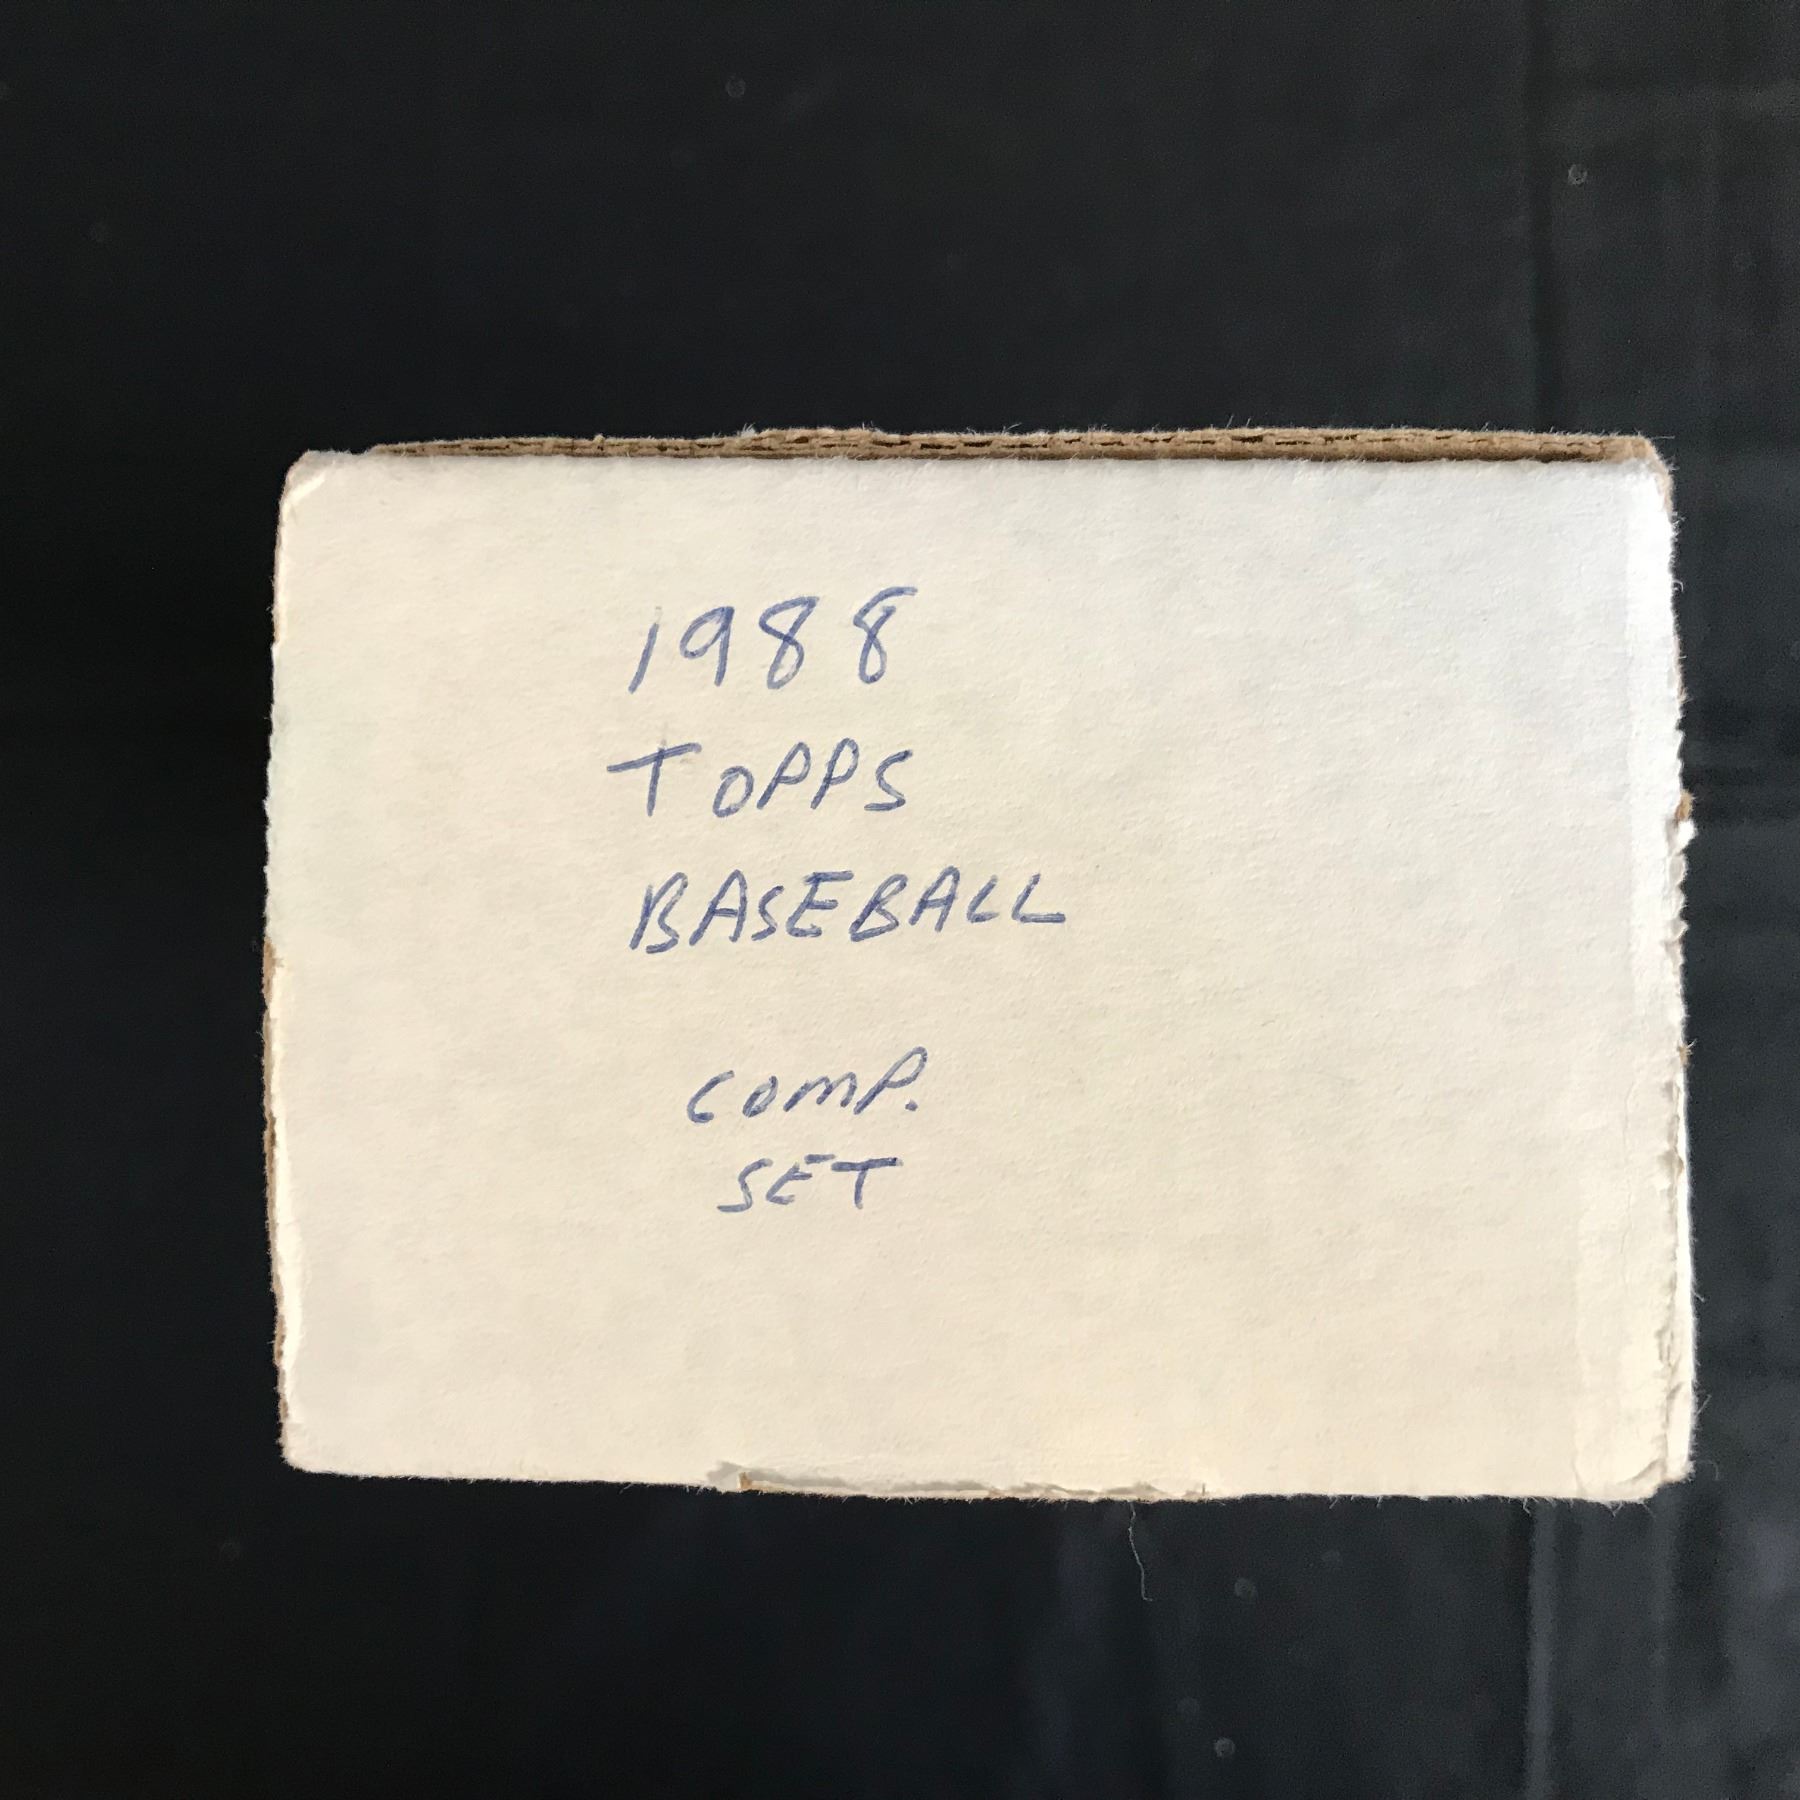 1988
TOPPS
BASEBALL
COMP.
SET